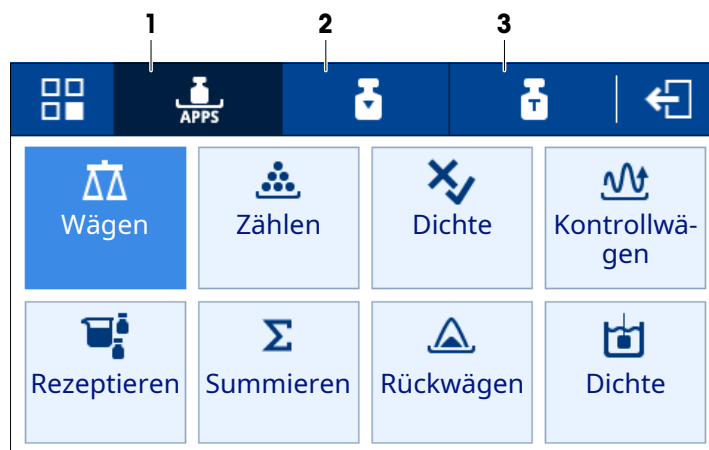 1 2 3
APPS T
Wägen Zählen Dichte Kontrollwä-
gen
Rezeptieren Summieren Rückwägen Dichte